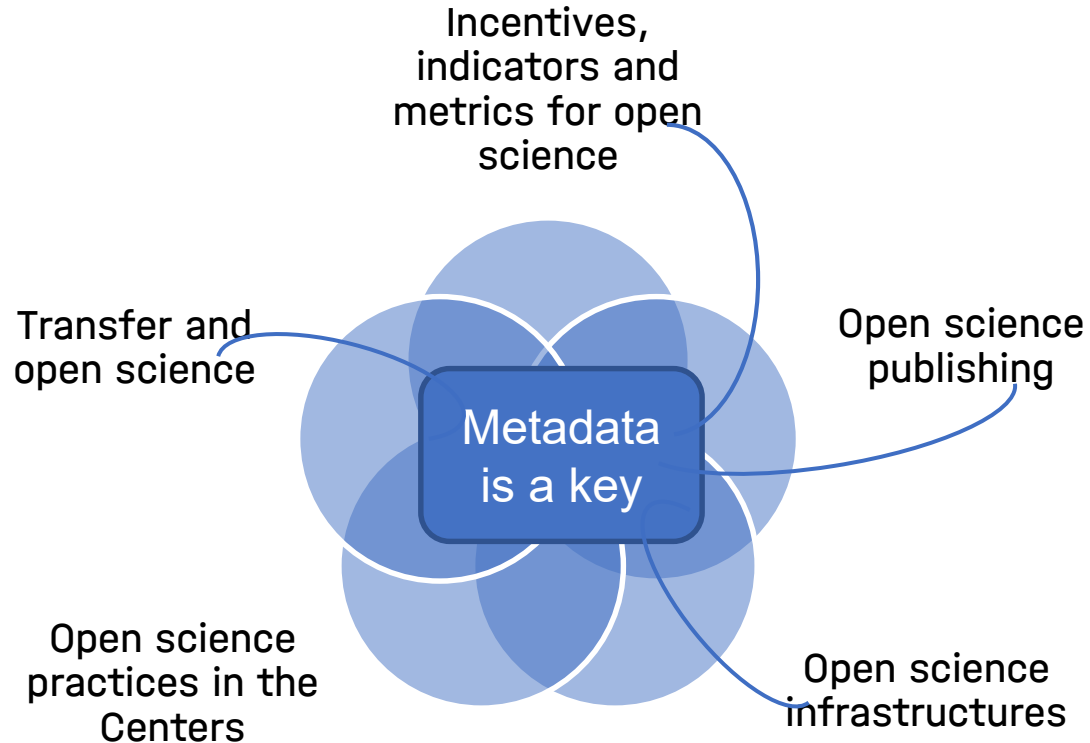 Incentives,
indicators and
metrics for open
science
Transfer and
open science
Open science
publishing
Metadata
is a key
Open science
practices in the
Centers
Open science
infrastructures